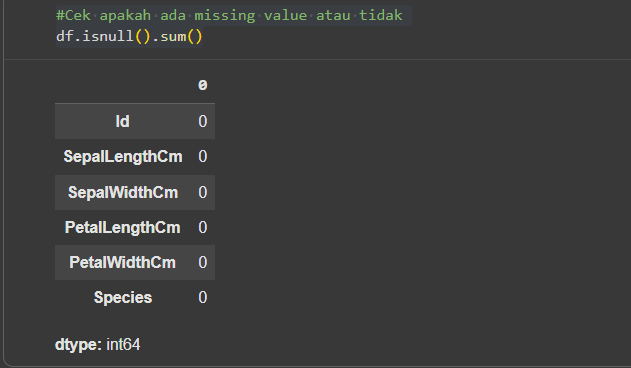 #Cek apakah ada missing value atau tidak
df.isnull().sum()
0
Id 0
SepalLengthCm 0
SepalWidthCm 0
PetalLengthCm 0
PetalWidthCm 0
Species 0
dtype: int64